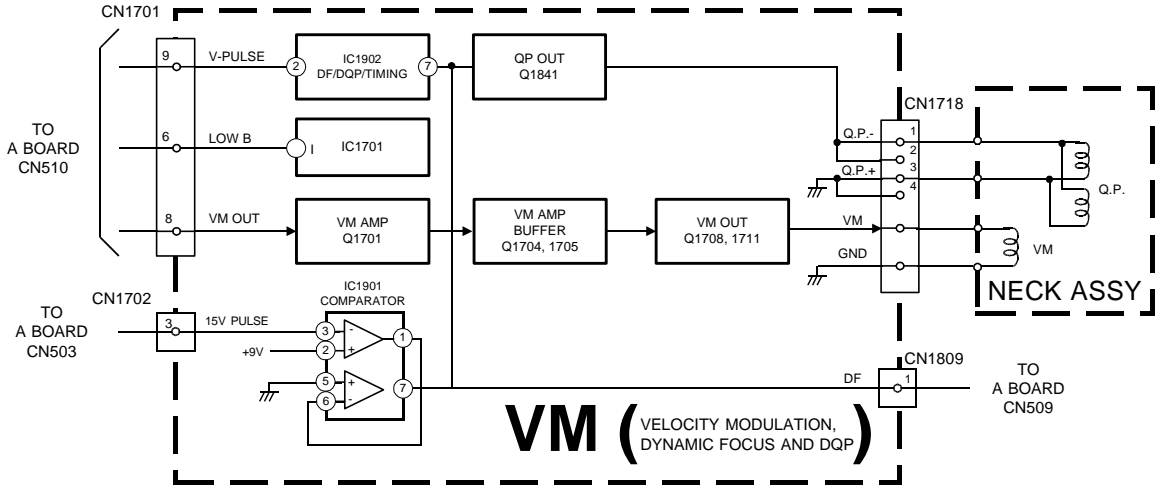 CN1701
9
V-PULSE
2
IC1902
DF/DQP/TIMING
7
QP OUT
Q1841
TO
A BOARD
CN510
6
LOW B
I
IC1701
CN1718
Q.P.-
1
2
Q.P.+
3
4
Q.P.
8
VM OUT
VM AMP
Q1701
VM AMP
BUFFER
Q1704, 1705
VM OUT
Q1708, 1711
VM
GND
VM
NECK ASSY
IC1901
COMPARATOR
TO
A BOARD
CN503
CN1702
3
15V PULSE
+9V
3
-
2
+
1
5
+
6
-
7
DF
CN1809
1
TO
A BOARD
CN509
VM (VELOCITY MODULATION,
DYNAMIC FOCUS AND DQP)